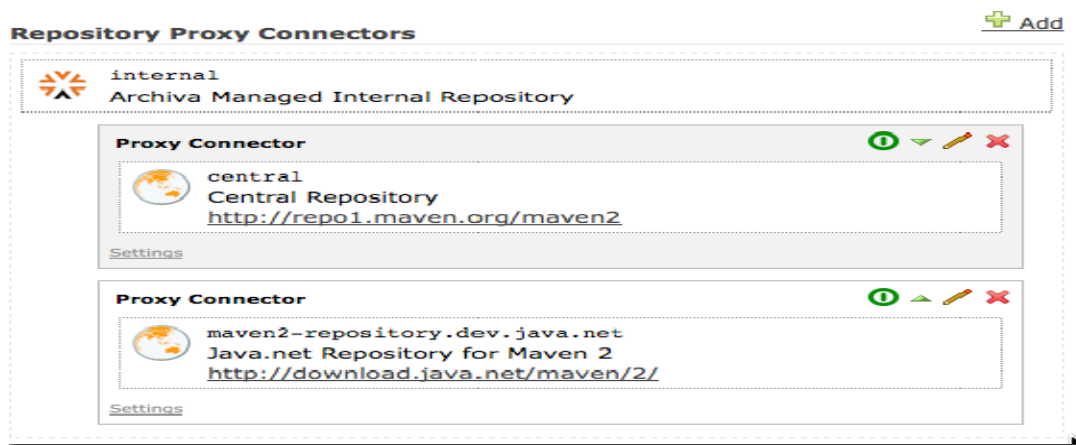 Repository Proxy Connectors
Add
internal
Archiva Managed Internal Repository
Proxy Connector
central
Central Repository
http://repo1.maven.org/maven2
Settings
Proxy Connector
maven2-repository.dev.java.net
Java.net Repository for Maven 2
http://download.java.net/maven/2/
Settings